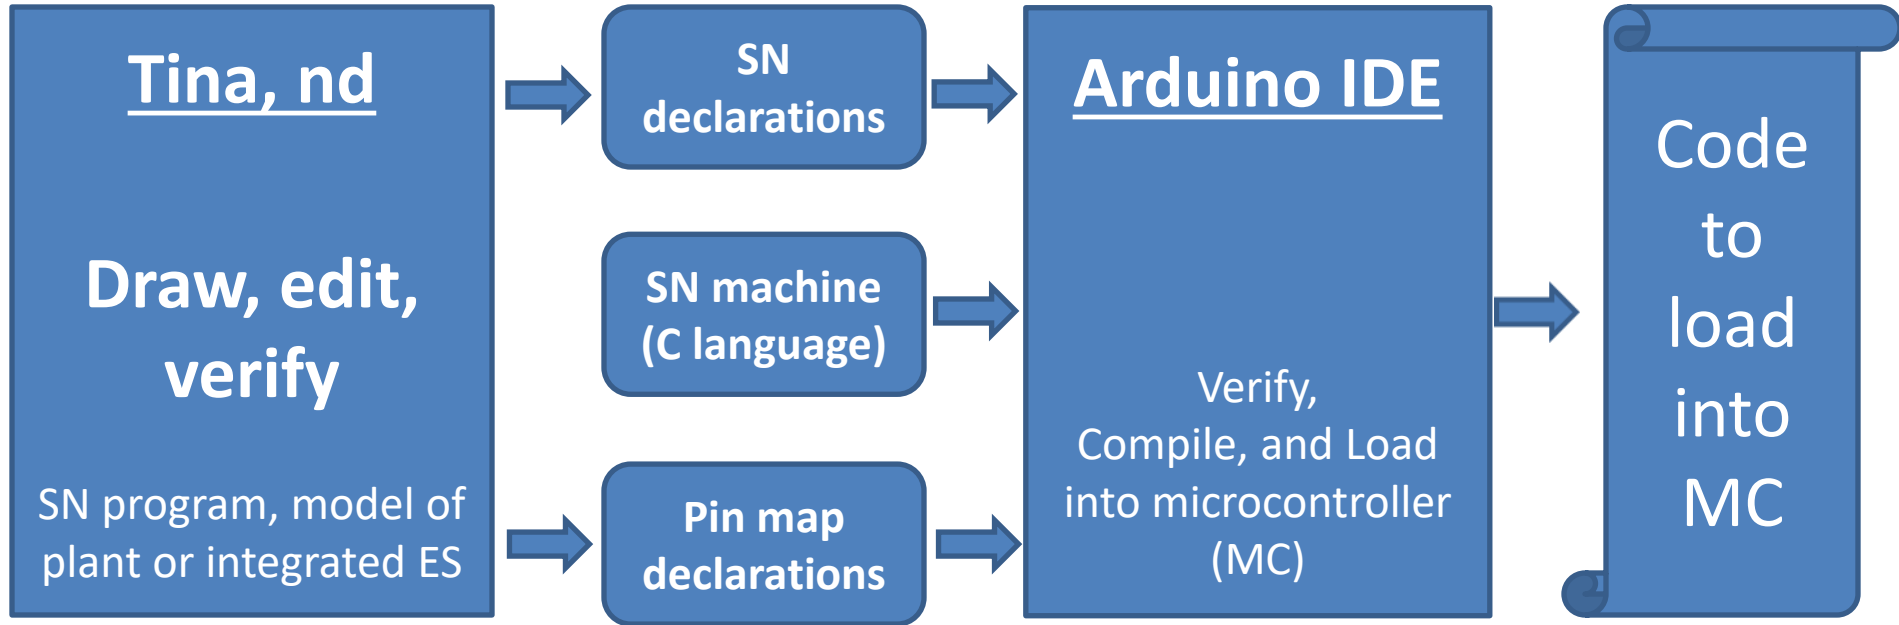 Tina, nd
Draw, edit,
verify
SN program, model of
plant or integrated ES
SN
declarations
SN machine
(C language)
Pin map
declarations
Arduino IDE
Verify,
Compile, and Load
into microcontroller
(MC)
Code
to
load
into
MC